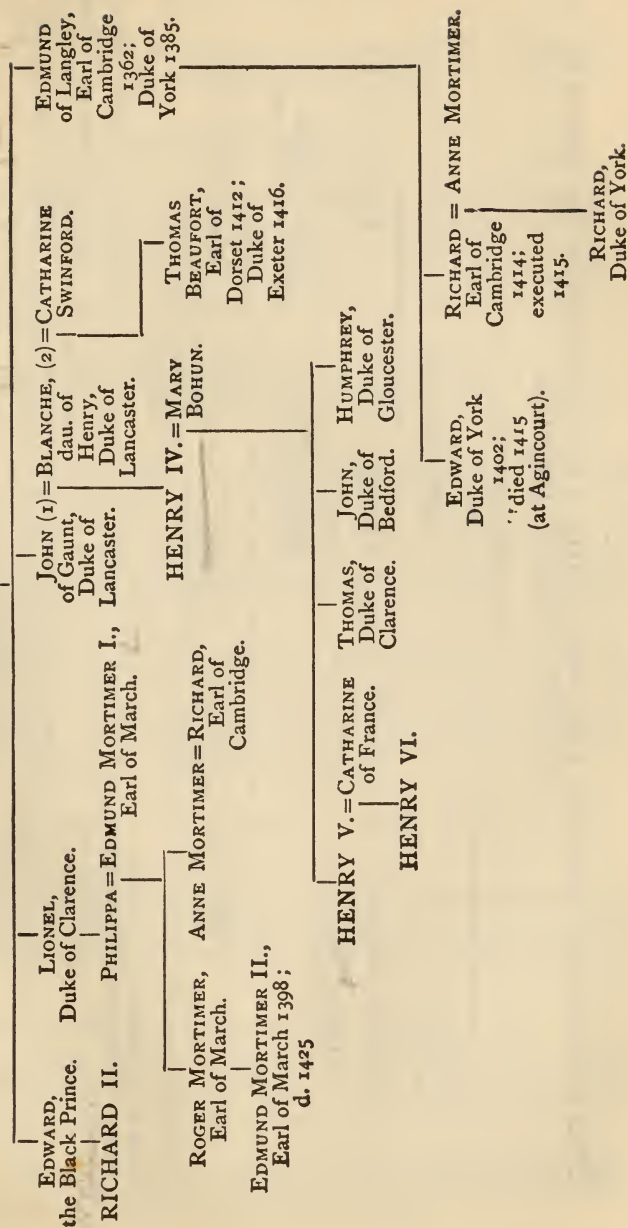 EDWARD,
the Black Prince.
RICHARD II.
LIONEL,
Duke of Clarence.
PHILIPPA = EDMUND MORTIMER I.,
Earl of March.
ROGER MORTIMER,
Earl of March.
ANNE MORTIMER = RICHARD,
Earl of
Cambridge.
EDMUND MORTIMER II.,
Earl of March 1398;
d. 1425
JOHN (1) = BLANCHE, (2) = CATHARINE
of Gaunt,
Duke of
Lancaster.
dau. of
Henry,
Duke of
Lancaster.
SWINFORD.
HENRY IV. = MARY
BOHUN.
THOMAS
BEAUFORT,
Earl of
Dorset 1412;
Duke of
Exeter 1416.
HENRY V. = CATHARINE
of France.
HENRY VI.
THOMAS,
Duke of
Clarence.
JOHN,
Duke of
Bedford.
HUMPHREY,
Duke of
Gloucester.
EDMUND
of Langley,
Earl of
Cambridge
1362;
Duke of
York 1385.
EDWARD,
Duke of York
1402;
died 1415
(at Agincourt).
RICHARD = ANNE MORTIMER.
Earl of
Cambridge
1414;
executed
1415.
RICHARD,
Duke of York.